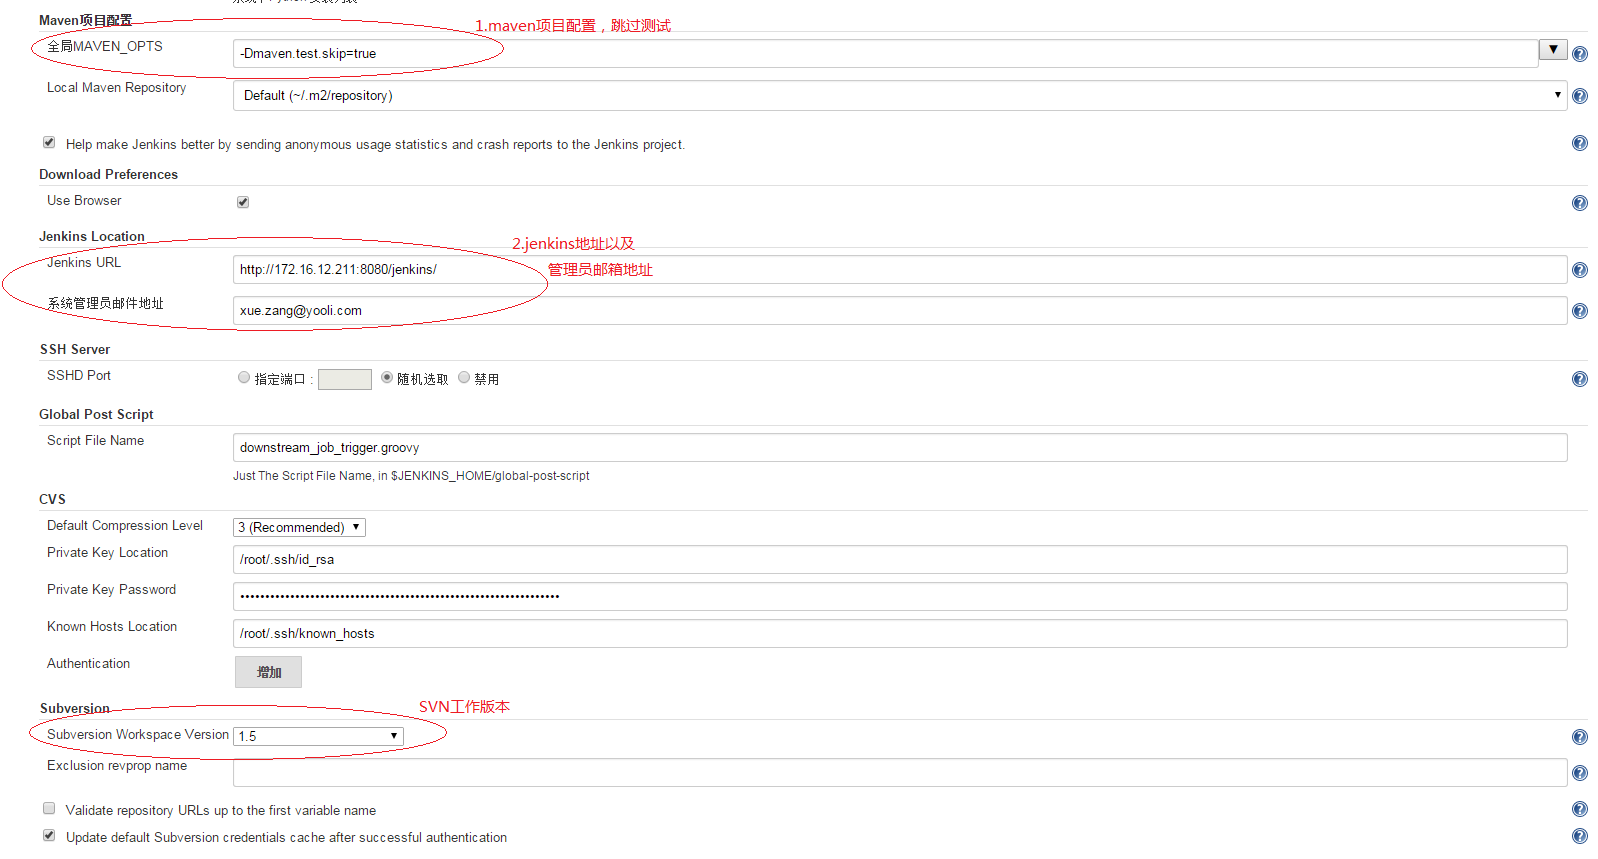 Maven项目配置
1.maven项目配置，跳过测试
全局MAVEN_OPTS
-Dmaven.test.skip=true
Local Maven Repository
Default (~/.m2/repository)
Help make Jenkins better by sending anonymous usage statistics and crash reports to the Jenkins project.
Download Preferences
Use Browser
Jenkins Location
2.jenkins地址以及
管理员邮箱地址
Jenkins URL
http://172.16.12.211:8080/jenkins/
系统管理员邮件地址
xue.zang@yooli.com
SSH Server
SSHD Port
指定端口 : 随机选取 禁用
Global Post Script
Script File Name
downstream_job_trigger.groovy
Just The Script File Name, in $JENKINS_HOME/global-post-script
CVS
Default Compression Level
3 (Recommended)
Private Key Location
/root/.ssh/id_rsa
Private Key Password
Known Hosts Location
/root/.ssh/known_hosts
Authentication
增加
Subversion
SVN工作版本
Subversion Workspace Version
1.5
Exclusion revprop name
Validate repository URLs up to the first variable name
Update default Subversion credentials cache after successful authentication